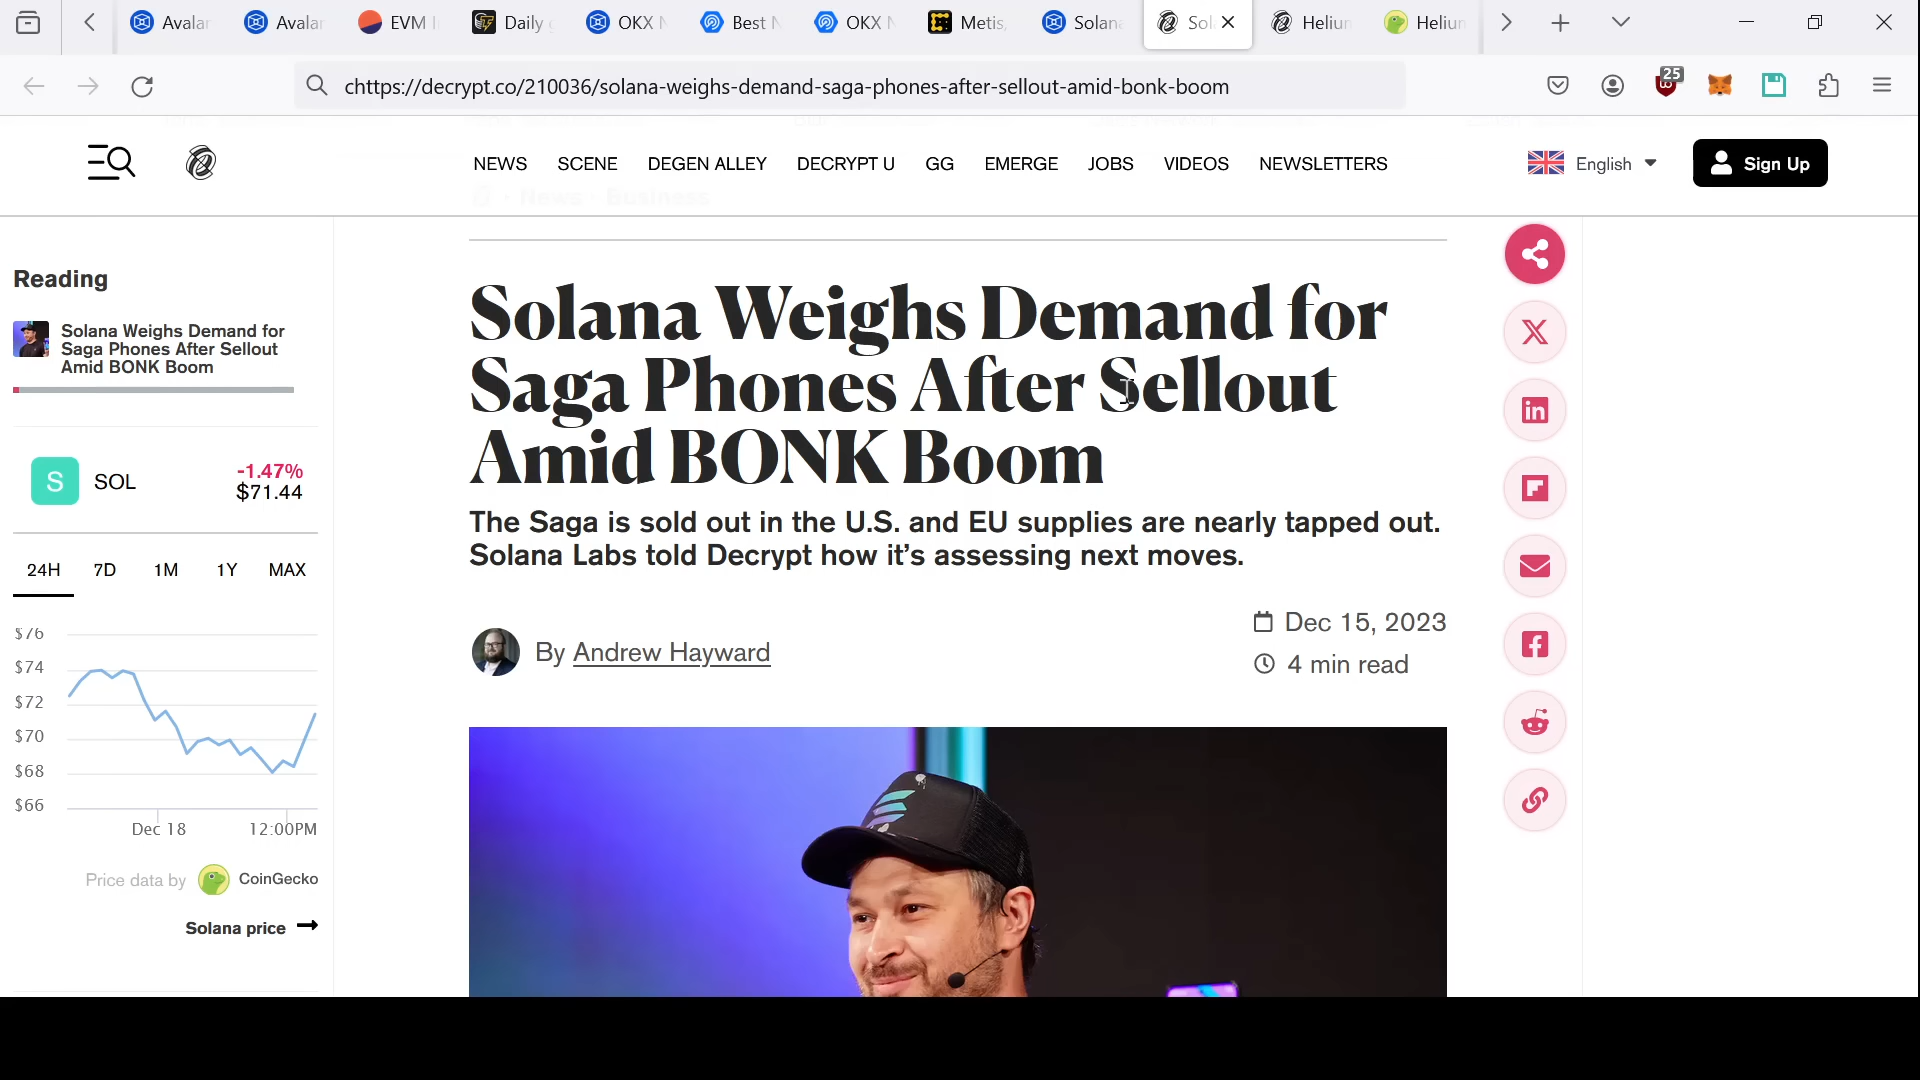 Avalan
Avalan
EVM
Daily g
OKX N
Best N
OKX N
Metis,
Solana
Sol
Helium
Helium
chttps://decrypt.co/210036/solana-weighs-demand-saga-phones-after-sellout-amid-bonk-boom
25
NEWS SCENE DEGEN ALLEY DECRYPT U GG EMERGE JOBS VIDEOS NEWSLETTERS
English
Sign Up
News · Business
Reading
Solana Weighs Demand for
Saga Phones After Sellout
Amid BONK Boom
S SOL -1.47%
$71.44
24H 7D 1M 1Y MAX
$76
$74
$72
$70
$68
$66
Dec 18 12:00PM
Price data by CoinGecko
Solana price
Solana Weighs Demand for
Saga Phones After Sellout
Amid BONK Boom
The Saga is sold out in the U.S. and EU supplies are nearly tapped out.
Solana Labs told Decrypt how it’s assessing next moves.
By Andrew Hayward
Dec 15, 2023
4 min read